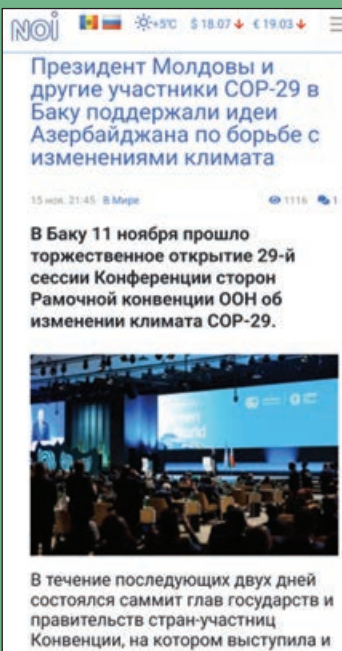 NOI +5°C $ 18.07 € 19.03
Президент Молдовы и
другие участники COP-29 в
Баку поддержали идеи
Азербайджана по борьбе с
изменениями климата
15 ноя. 21:45 В Мире 1116 1
В Баку 11 ноября прошло
торжественное открытие 29-й
сессии Конференции сторон
Рамочной конвенции ООН об
изменении климата COP-29.
В течение последующих двух дней
состоялся саммит глав государств и
правительств стран-участниц
Конвенции, на котором выступила и